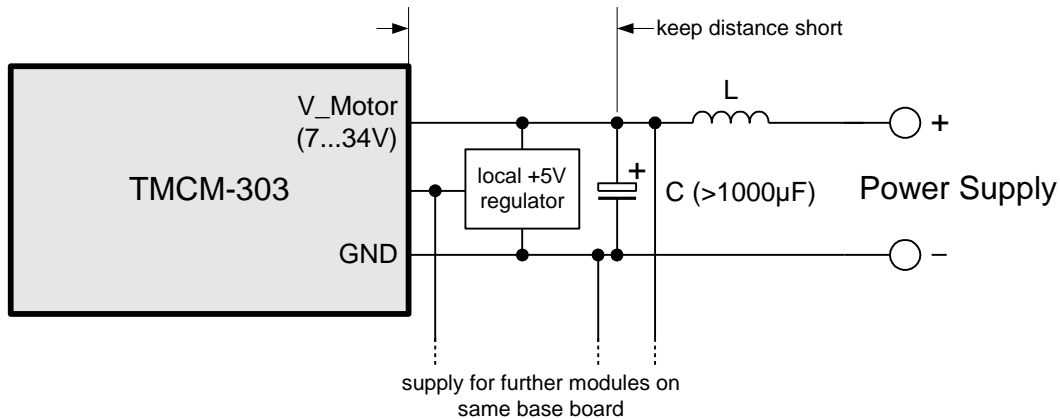 keep distance short
L
V_Motor
(7...34V)
+
TMCM-303
local +5V
regulator
+
C (>1000µF)
Power Supply
GND
−
supply for further modules on
same base board